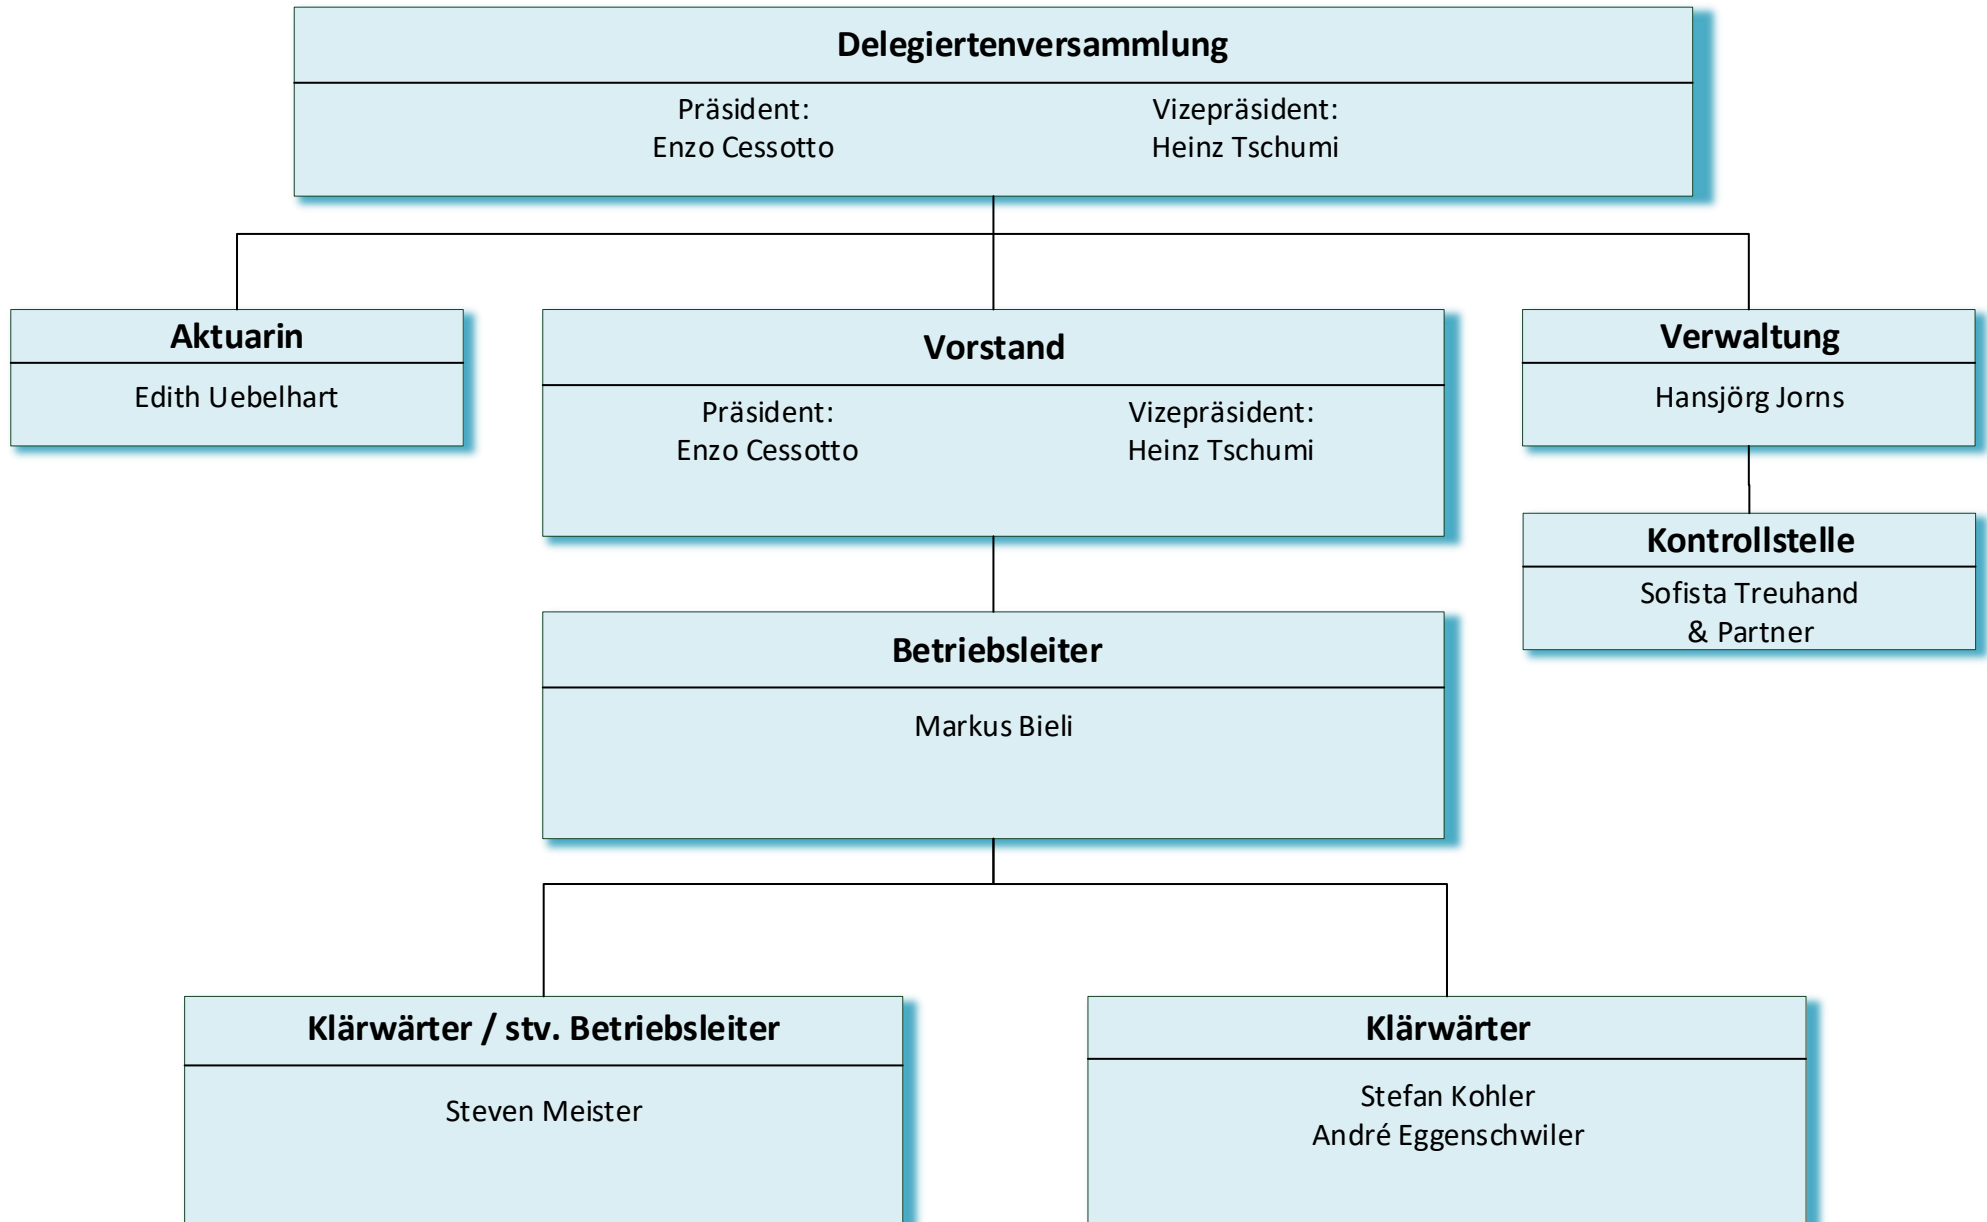 Delegiertenversammlung
Präsident:
Enzo Cessotto
Vizepräsident:
Heinz Tschumi
Aktuarin
Edith Uebelhart
Vorstand
Präsident:
Enzo Cessotto
Vizepräsident:
Heinz Tschumi
Verwaltung
Hansjörg Jorns
Kontrollstelle
Sofista Treuhand
& Partner
Betriebsleiter
Markus Bieli
Klärwärter / stv. Betriebsleiter
Steven Meister
Klärwärter
Stefan Kohler
André Eggenschwiler